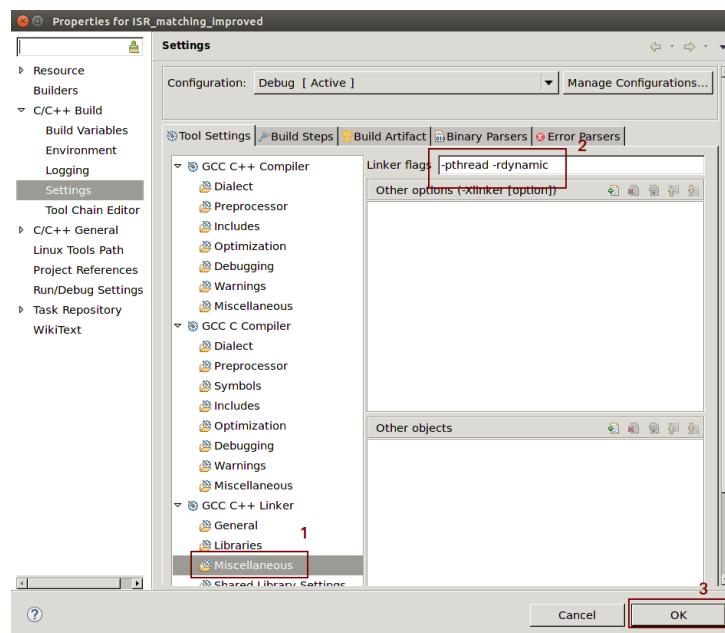 Properties for ISR_matching_improved
Settings
Resource
Builders
C/C++ Build
Build Variables
Environment
Logging
Settings
Tool Chain Editor
C/C++ General
Linux Tools Path
Project References
Run/Debug Settings
Task Repository
WikiText
Configuration: Debug [ Active ] Manage Configurations...
Tool Settings Build Steps Build Artifact Binary Parsers Error Parsers
2
GCC C++ Compiler
Dialect
Preprocessor
Includes
Optimization
Debugging
Warnings
Miscellaneous
GCC C Compiler
Dialect
Preprocessor
Symbols
Includes
Optimization
Debugging
Warnings
Miscellaneous
GCC C++ Linker
General
1
Libraries
Miscellaneous
Shared Library Settings
Linker flags -pthread -rdynamic
Other options (-Xlinker [option])
Other objects
3
Cancel OK